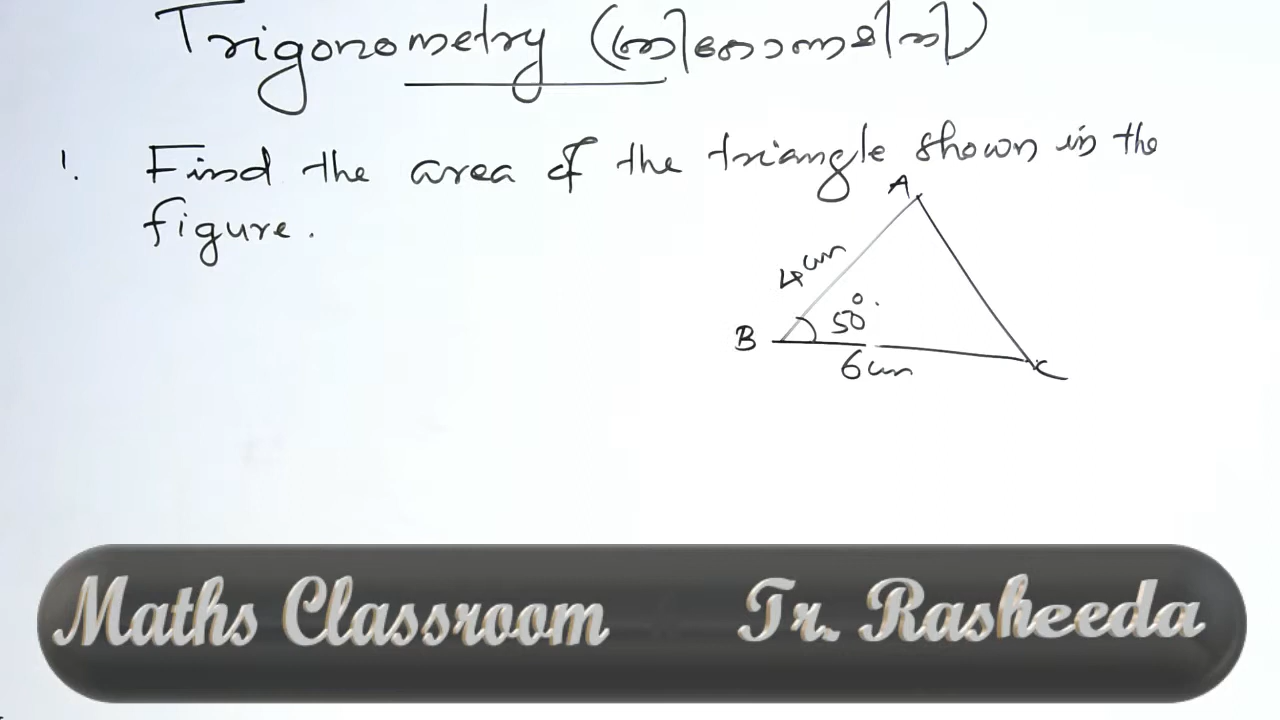 Trigonometry (ത്രികോണമിതി)
1. Find the area of the triangle shown in the
figure.
A
4cm
50°
B
6cm
C
Maths Classroom Tr. Rasheeda